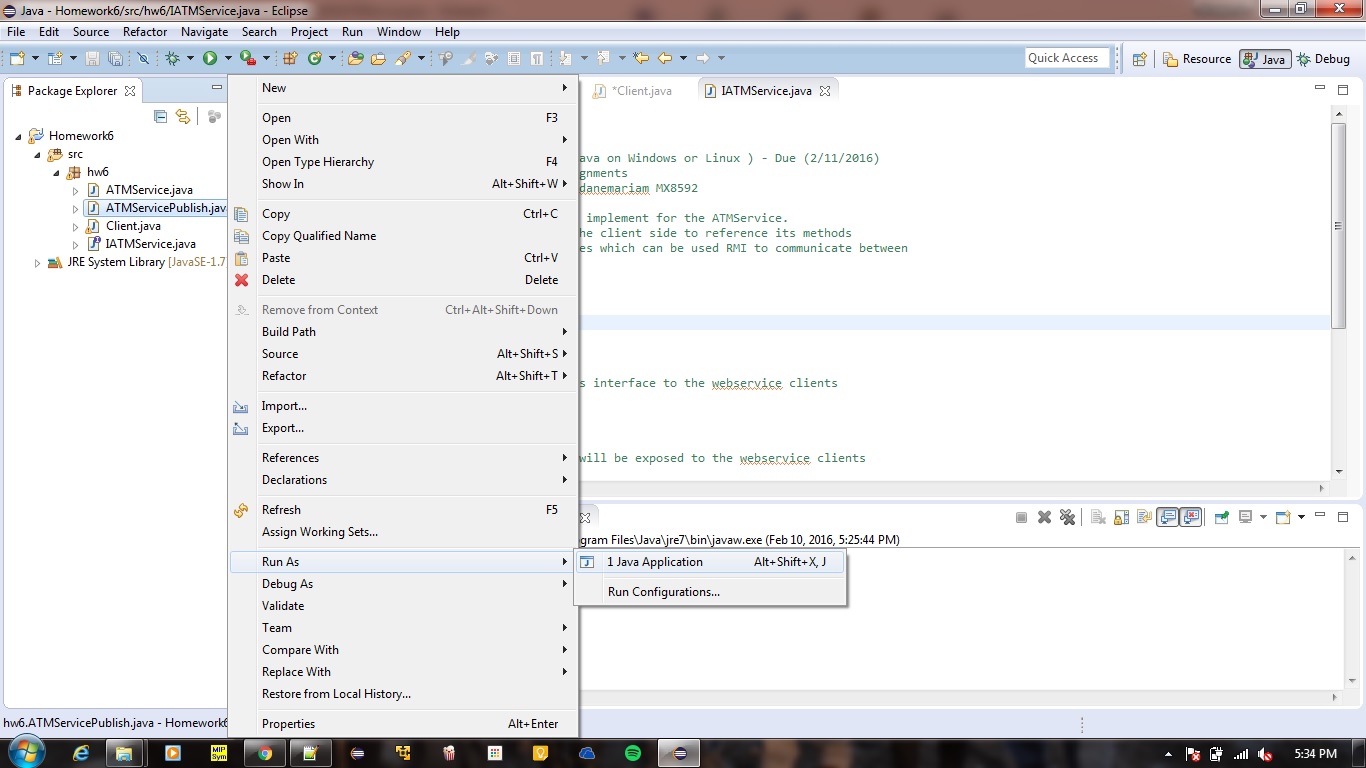 Java - Homework6/src/hw6/IATMService.java - Eclipse
File Edit Source Refactor Navigate Search Project Run Window Help
Quick Access Resource Java Debug
Package Explorer
Homework6
src
hw6
ATMService.java
ATMServicePublish.jav
Client.java
IATMService.java
JRE System Library [JavaSE-1.7
New
Open F3
Open With
Open Type Hierarchy F4
Show In Alt+Shift+W
Copy Ctrl+C
Copy Qualified Name
Paste Ctrl+V
Delete Delete
Remove from Context Ctrl+Alt+Shift+Down
Build Path
Source Alt+Shift+S
Refactor Alt+Shift+T
Import...
Export...
References
Declarations
Refresh F5
Assign Working Sets...
Run As
Debug As
Validate
Team
Compare With
Replace With
Restore from Local History...
Properties Alt+Enter
1 Java Application Alt+Shift+X, J
Run Configurations...
*Client.java IATMService.java
ava on Windows or Linux ) - Due (2/11/2016)
gnments
danemariam MX8592
implement for the ATMService.
he client side to reference its methods
es which can be used RMI to communicate between
s interface to the webservice clients
will be exposed to the webservice clients
gram Files\Java\jre7\bin\javaw.exe (Feb 10, 2016, 5:25:44 PM)
hw6.ATMServicePublish.java - Homework6
MIP
Sym
5:34 PM